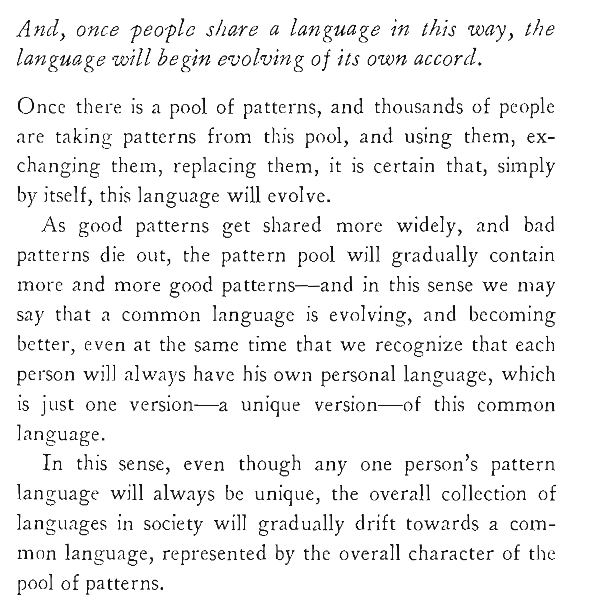 And, once people share a language in this way, the
language will begin evolving of its own accord.
Once there is a pool of patterns, and thousands of people
are taking patterns from this pool, and using them, ex-
changing them, replacing them, it is certain that, simply
by itself, this language will evolve.
As good patterns get shared more widely, and bad
patterns die out, the pattern pool will gradually contain
more and more good patterns—and in this sense we may
say that a common language is evolving, and becoming
better, even at the same time that we recognize that each
person will always have his own personal language, which
is just one version—a unique version—of this common
language.
In this sense, even though any one person's pattern
language will always be unique, the overall collection of
languages in society will gradually drift towards a com-
mon language, represented by the overall character of the
pool of patterns.